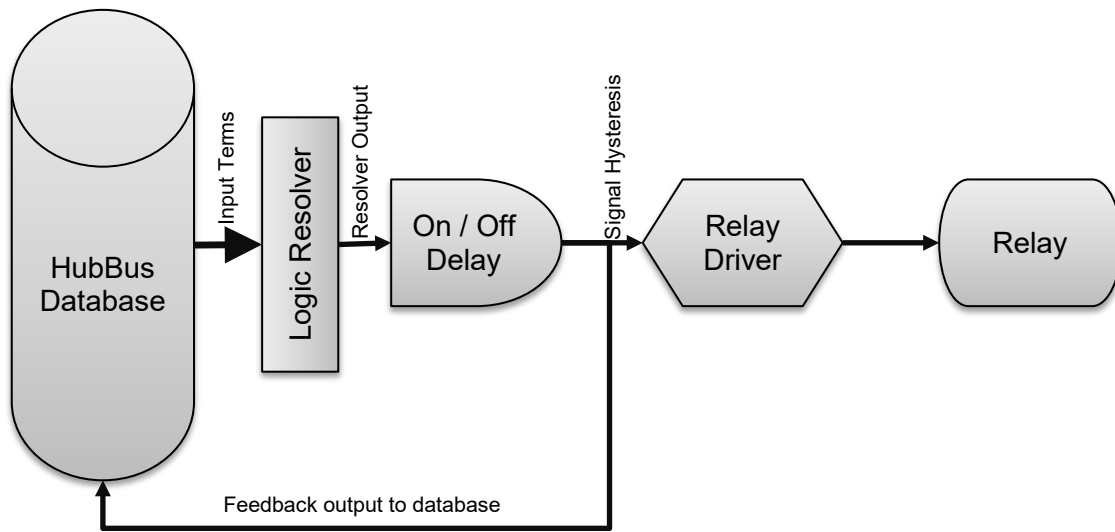 HubBus
Database
Input Terms
Logic Resolver
Resolver Output
On / Off
Delay
Signal Hysteresis
Relay
Driver
Relay
Feedback output to database